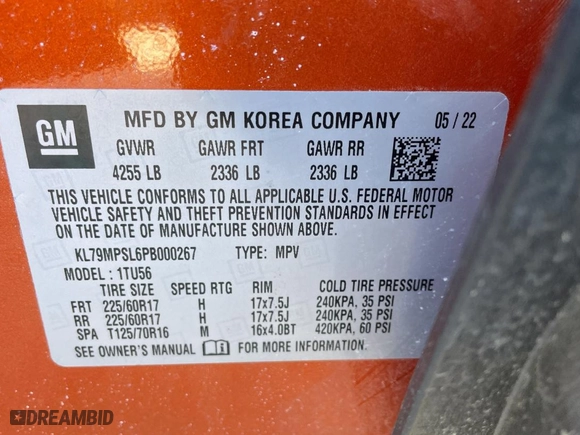 GM
MFD BY GM KOREA COMPANY 05 / 22
GVWR GAWR FRT GAWR RR
4255 LB 2336 LB 2336 LB
THIS VEHICLE CONFORMS TO ALL APPLICABLE U.S. FEDERAL MOTOR
VEHICLE SAFETY AND THEFT PREVENTION STANDARDS IN EFFECT
ON THE DATE OF MANUFACTURE SHOWN ABOVE.
KL79MPSL6PB000267 TYPE: MPV
MODEL: 1TU56
TIRE SIZE SPEED RTG RIM COLD TIRE PRESSURE
FRT 225/60R17 H 17x7.5J 240KPA, 35 PSI
RR 225/60R17 H 17x7.5J 240KPA, 35 PSI
SPA T125/70R16 M 16x4.0BT 420KPA, 60 PSI
SEE OWNER'S MANUAL FOR MORE INFORMATION.
DREAMBID